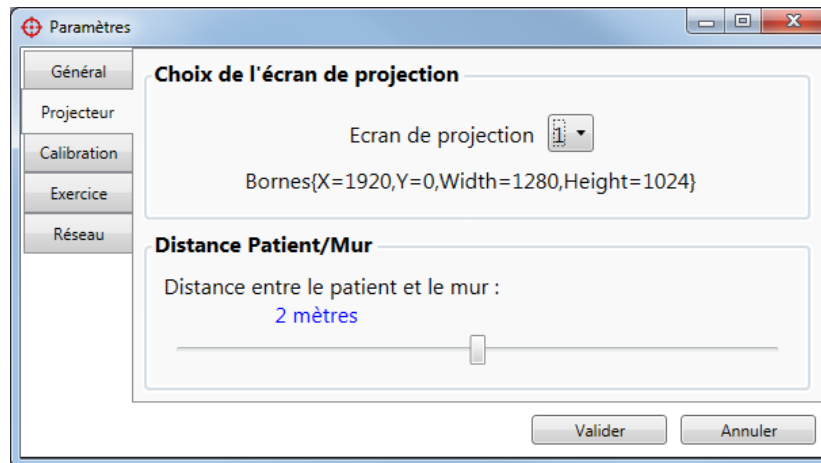 Paramètres
Général
Projecteur
Calibration
Exercice
Réseau
Choix de l'écran de projection
Ecran de projection 1
Bornes{X=1920,Y=0,Width=1280,Height=1024}
Distance Patient/Mur
Distance entre le patient et le mur :
2 mètres
Valider Annuler